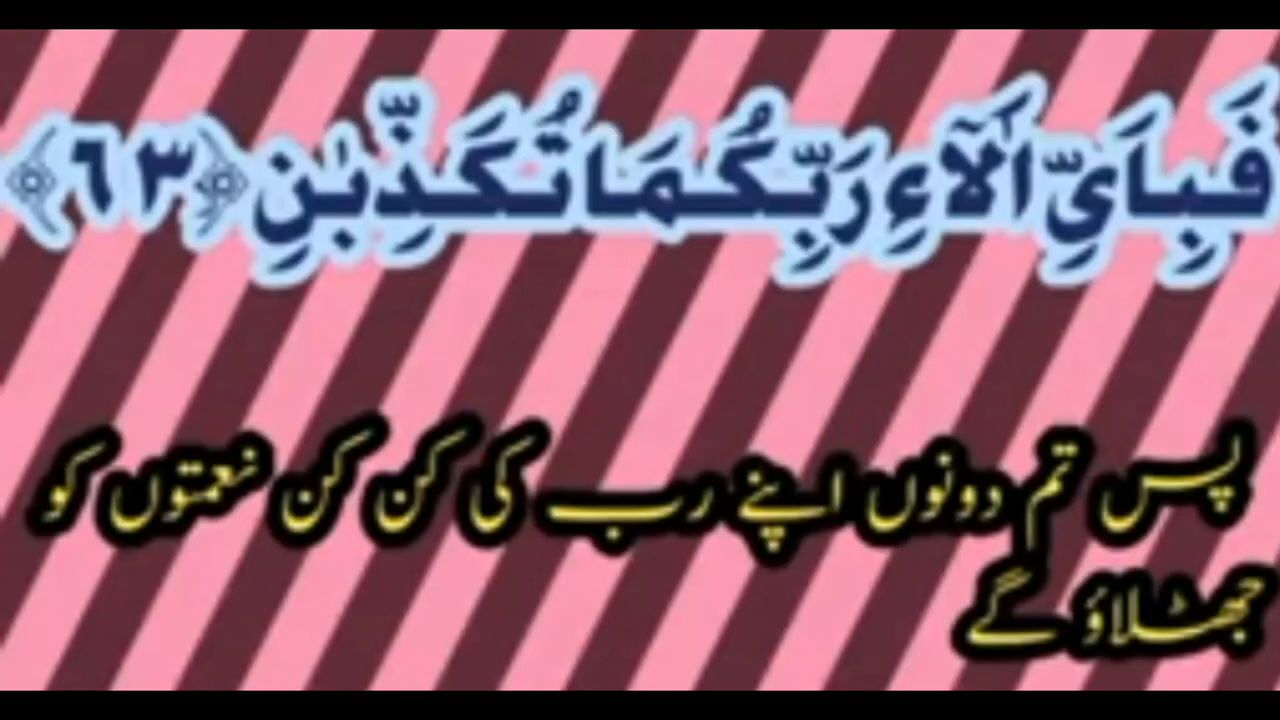 فَبِاَیِّ اٰلَآءِ رَبِّكُمَا تُكَذِّبٰنِ ﴿٦٣﴾
پس تم دونوں اپنے رب کی کن کن نعمتوں کو
جھٹلاؤ گے